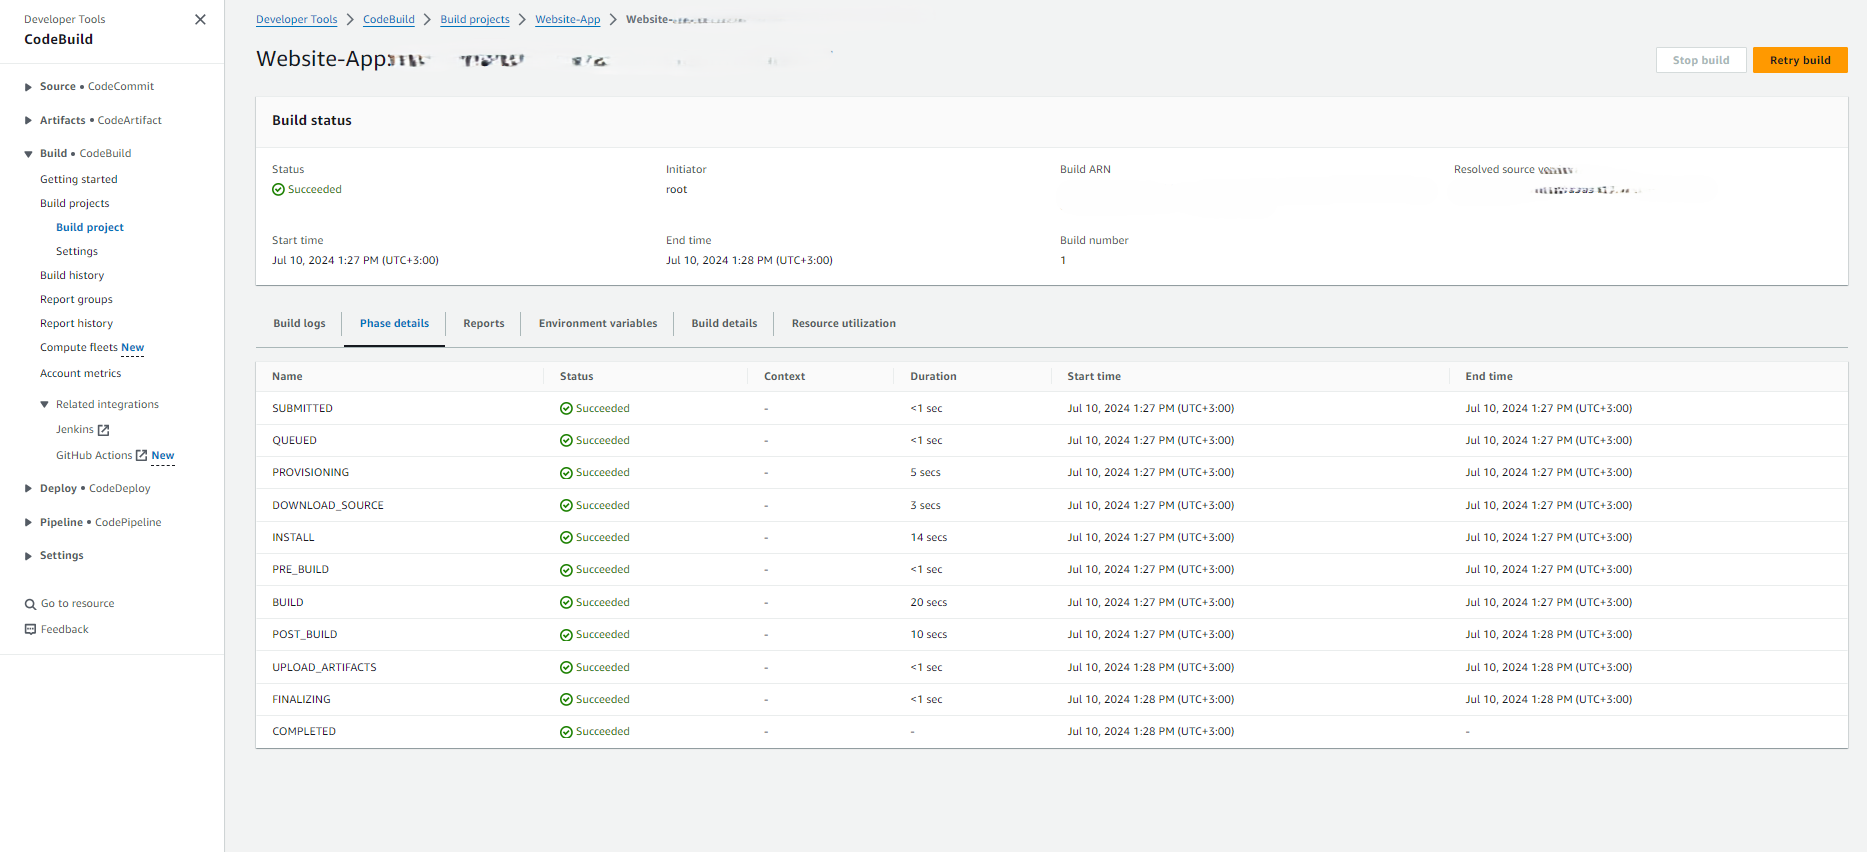 Developer Tools
CodeBuild
Source • CodeCommit
Artifacts • CodeArtifact
Build • CodeBuild
Getting started
Build projects
Build project
Settings
Build history
Report groups
Report history
Compute fleets New
Account metrics
Related integrations
Jenkins
GitHub Actions New
Deploy • CodeDeploy
Pipeline • CodePipeline
Settings
Go to resource
Feedback
Developer Tools > CodeBuild > Build projects > Website-App > Website-
Website-App:
Stop build
Retry build
Build status
Status
Succeeded
Initiator
root
Build ARN
Resolved source
Start time
Jul 10, 2024 1:27 PM (UTC+3:00)
End time
Jul 10, 2024 1:28 PM (UTC+3:00)
Build number
1
Build logs Phase details Reports Environment variables Build details Resource utilization
Name Status Context Duration Start time End time
SUBMITTED Succeeded - <1 sec Jul 10, 2024 1:27 PM (UTC+3:00) Jul 10, 2024 1:27 PM (UTC+3:00)
QUEUED Succeeded - <1 sec Jul 10, 2024 1:27 PM (UTC+3:00) Jul 10, 2024 1:27 PM (UTC+3:00)
PROVISIONING Succeeded - 5 secs Jul 10, 2024 1:27 PM (UTC+3:00) Jul 10, 2024 1:27 PM (UTC+3:00)
DOWNLOAD_SOURCE Succeeded - 3 secs Jul 10, 2024 1:27 PM (UTC+3:00) Jul 10, 2024 1:27 PM (UTC+3:00)
INSTALL Succeeded - 14 secs Jul 10, 2024 1:27 PM (UTC+3:00) Jul 10, 2024 1:27 PM (UTC+3:00)
PRE_BUILD Succeeded - <1 sec Jul 10, 2024 1:27 PM (UTC+3:00) Jul 10, 2024 1:27 PM (UTC+3:00)
BUILD Succeeded - 20 secs Jul 10, 2024 1:27 PM (UTC+3:00) Jul 10, 2024 1:27 PM (UTC+3:00)
POST_BUILD Succeeded - 10 secs Jul 10, 2024 1:27 PM (UTC+3:00) Jul 10, 2024 1:28 PM (UTC+3:00)
UPLOAD_ARTIFACTS Succeeded - <1 sec Jul 10, 2024 1:28 PM (UTC+3:00) Jul 10, 2024 1:28 PM (UTC+3:00)
FINALIZING Succeeded - <1 sec Jul 10, 2024 1:28 PM (UTC+3:00) Jul 10, 2024 1:28 PM (UTC+3:00)
COMPLETED Succeeded - - Jul 10, 2024 1:28 PM (UTC+3:00) -